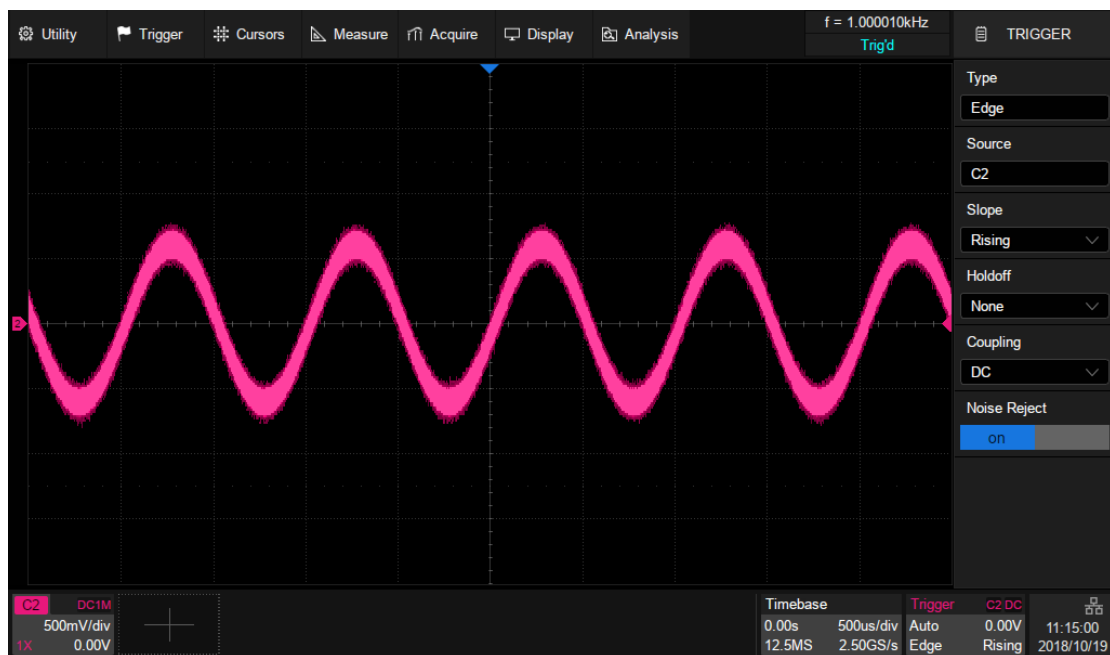 Utility Trigger Cursors Measure Acquire Display Analysis
f = 1.000010kHz
Trig'd
TRIGGER
Type
Edge
Source
C2
Slope
Rising
Holdoff
None
Coupling
DC
Noise Reject
on
2
C2 DC1M
500mV/div
1X 0.00V
Timebase
0.00s 500us/div
12.5MS 2.50GS/s
Trigger C2 DC
Auto 0.00V
Edge Rising
11:15:00
2018/10/19